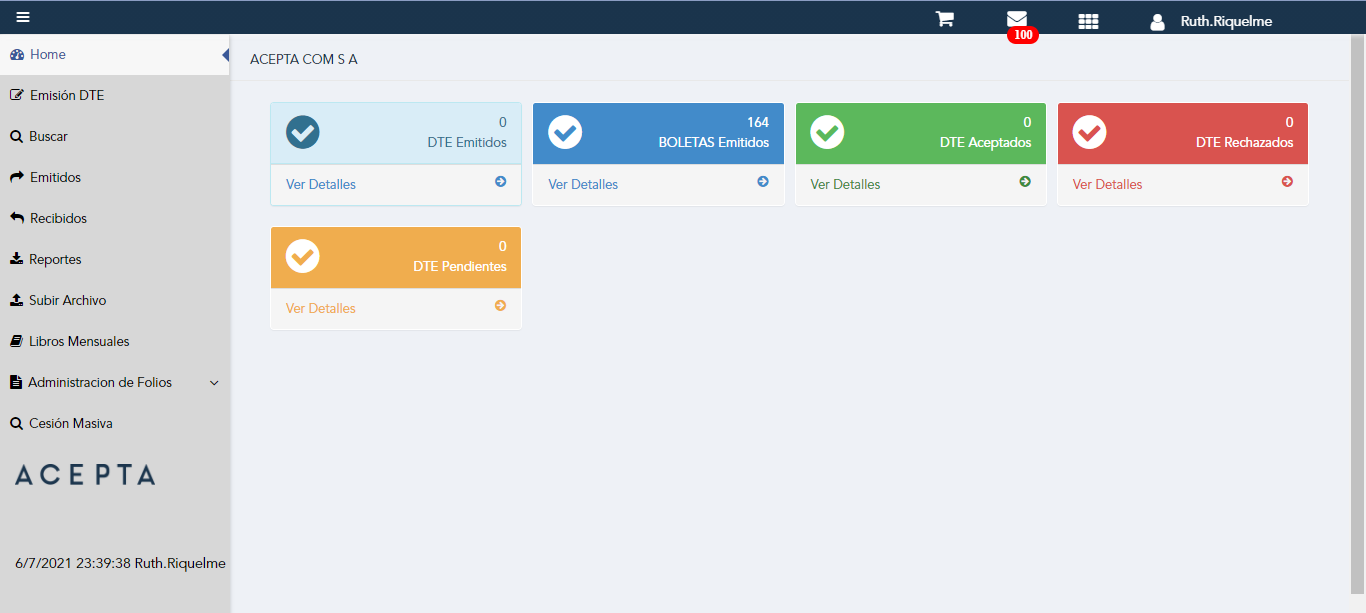 100
Ruth.Riquelme
Home
Emisión DTE
Buscar
Emitidos
Recibidos
Reportes
Subir Archivo
Libros Mensuales
Administracion de Folios
Cesión Masiva
ACEPTA
6/7/2021 23:39:38 Ruth.Riquelme
ACEPTA COM S A
0
DTE Emitidos
Ver Detalles
164
BOLETAS Emitidos
Ver Detalles
0
DTE Aceptados
Ver Detalles
0
DTE Rechazados
Ver Detalles
0
DTE Pendientes
Ver Detalles